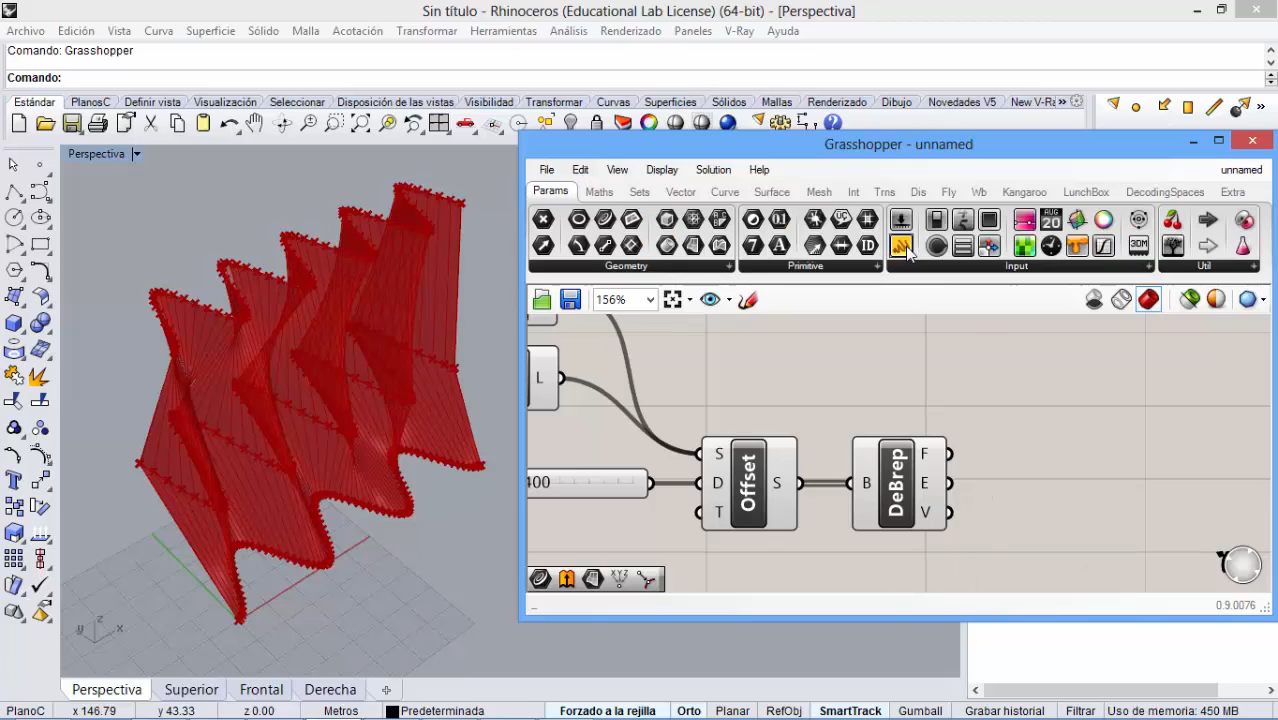 Sin título - Rhinoceros (Educational Lab License) (64-bit) - [Perspectiva]
Archivo Edición Vista Curva Superficie Sólido Malla Acotación Transformar Herramientas Análisis Renderizado Paneles V-Ray Ayuda
Comando: Grasshopper
Comando:
Estándar PlanosC Definir vista Visualización Seleccionar Disposición de las vistas Visibilidad Transformar Curvas Superficies Sólidos Mallas Renderizado Dibujo Novedades V5 New V-Ra
Perspectiva
Grasshopper - unnamed
File Edit View Display Solution Help unnamed
Params Maths Sets Vector Curve Surface Mesh Int Trns Dis Fly Wb Kangaroo LunchBox DecodingSpaces Extra
Geometry Primitive Input Util
156%
L
S
D
T
Offset
S
400
B
DeBrep
F
E
V
0.9.0076
z
y
x
Perspectiva Superior Frontal Derecha
PlanoC x 146.79 y 43.33 z 0.00 Metros Predeterminada Forzado a la rejilla Orto Planar RefObj SmartTrack Gumball Grabar historial Filtrar Uso de memoria: 450 MB